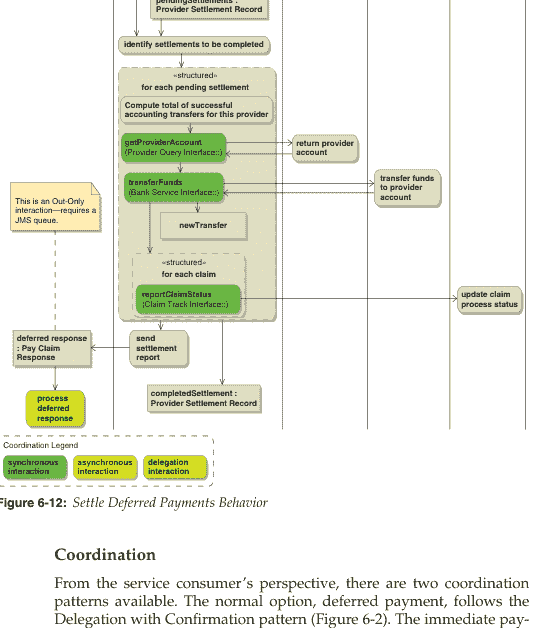 pendingSettlements :
Provider Settlement Record
identify settlements to be completed
«structured»
for each pending settlement
Compute total of successful
accounting transfers for this provider
getProviderAccount
(Provider Query Interface::)
return provider
account
transferFunds
(Bank Service Interface::)
transfer funds
to provider
account
This is an Out-Only
interaction—requires a
JMS queue.
newTransfer
«structured»
for each claim
reportClaimStatus
(Claim Track Interface::)
update claim
process status
deferred response
: Pay Claim
Response
send
settlement
report
process
deferred
response
completedSettlement :
Provider Settlement Record
Coordination Legend
synchronous
interaction
asynchronous
interaction
delegation
interaction
Figure 6-12: Settle Deferred Payments Behavior
Coordination
From the service consumer's perspective, there are two coordination
patterns available. The normal option, deferred payment, follows the
Delegation with Confirmation pattern (Figure 6-2). The immediate pay-